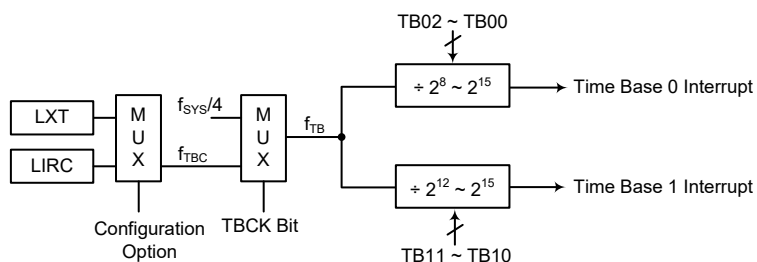 TB02 ~ TB00
÷ 2⁸ ~ 2¹⁵
Time Base 0 Interrupt
LXT
LIRC
M
U
X
fSYS/4
fTBC
M
U
X
fTB
÷ 2¹² ~ 2¹⁵
Time Base 1 Interrupt
Configuration
Option
TBCK Bit
TB11 ~ TB10